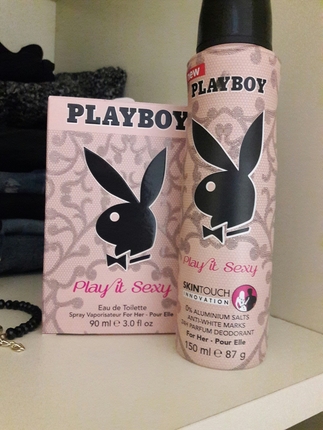 PLAYBOY
Play it Sexy
Eau de Toilette
Spray Vaporisateur For Her - Pour Elle
90 ml e 3.0 fl oz
new
PLAYBOY
Play it Sexy
SKINTOUCH
INNOVATION
0% ALUMINIUM SALTS
ANTI-WHITE MARKS
24H PARFUM DEODORANT
For Her - Pour Elle
150 ml e 87 g